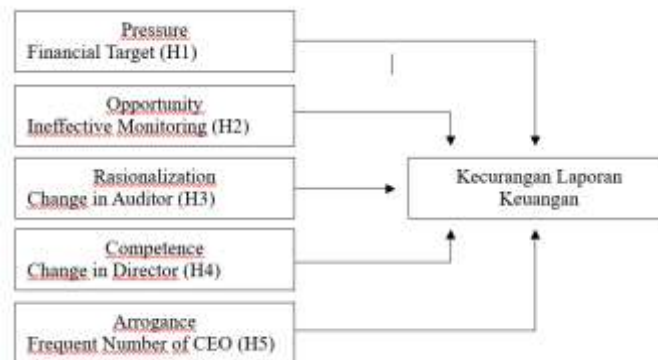 Pressure
Financial Target (H1)
Opportunity
Ineffective Monitoring (H2)
Rasionalization
Change in Auditor (H3)
Kecurangan Laporan
Keuangan
Competence
Change in Director (H4)
Arrogance
Frequent Number of CEO (H5)